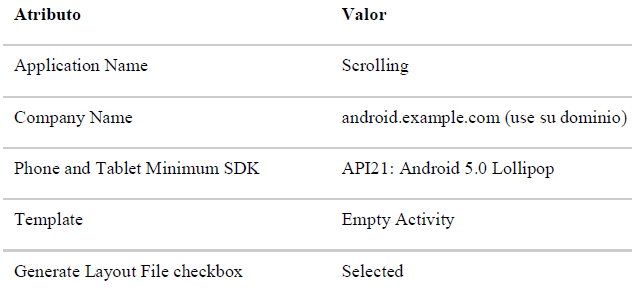 Atributo Valor
Application Name Scrolling
Company Name android.example.com (use su dominio)
Phone and Tablet Minimum SDK API21: Android 5.0 Lollipop
Template Empty Activity
Generate Layout File checkbox Selected